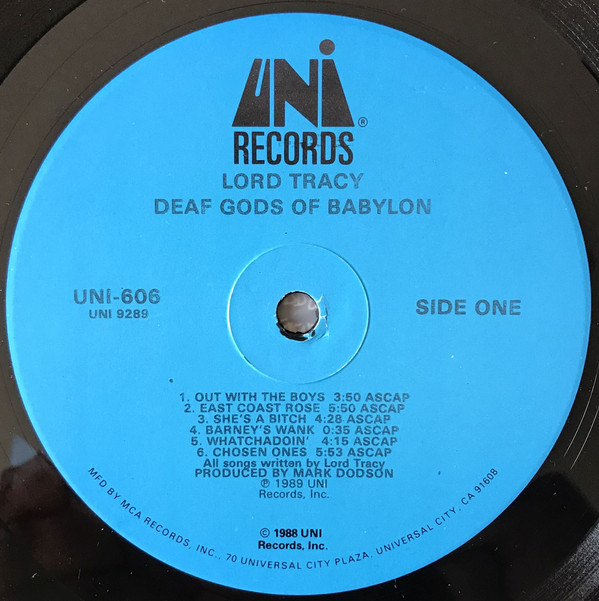 UNI®
RECORDS
LORD TRACY
DEAF GODS OF BABYLON
UNI-606
UNI 9289
SIDE ONE
1. OUT WITH THE BOYS 3:50 ASCAP
2. EAST COAST ROSE 5:50 ASCAP
3. SHE'S A BITCH 4:28 ASCAP
4. BARNEY'S WANK 0:35 ASCAP
5. WHATCHADOIN' 4:15 ASCAP
6. CHOSEN ONES 5:53 ASCAP
All songs written by Lord Tracy
PRODUCED BY MARK DODSON
℗ 1989 UNI
Records, Inc.
© 1988 UNI
Records, Inc.
MFD BY MCA RECORDS, INC., 70 UNIVERSAL CITY PLAZA, UNIVERSAL CITY, CA 91608